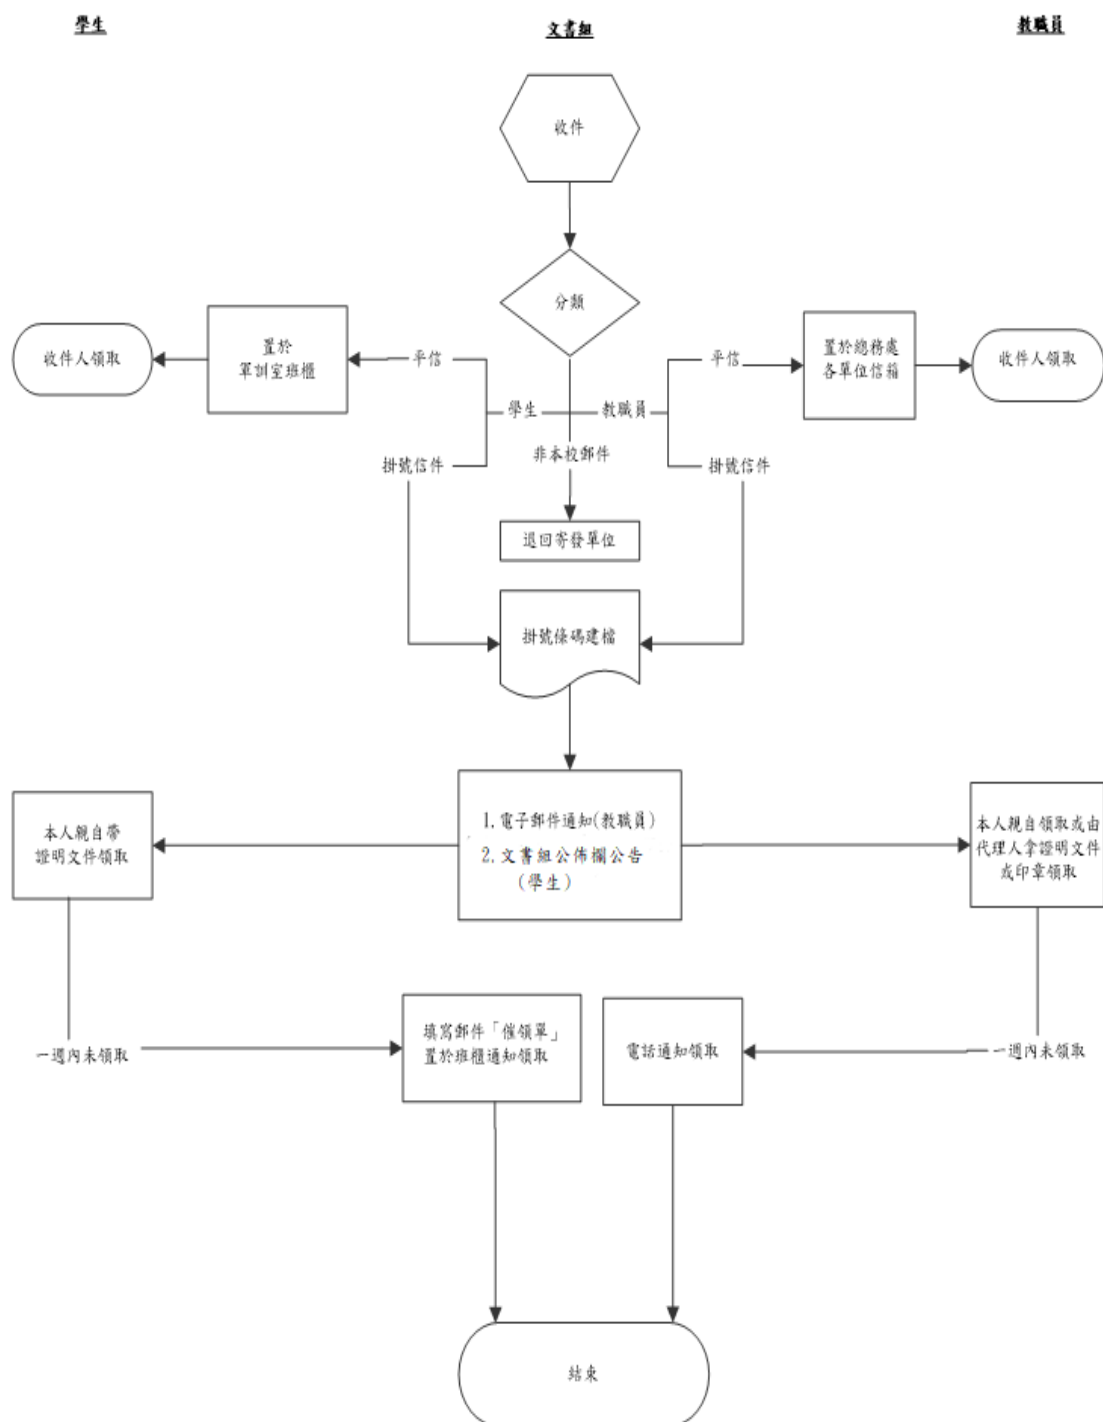 學生
文書組
教職員
收件
分類
置於
軍訓室班櫃
收件人領取
平信
平信
置於總務處
各單位信箱
收件人領取
學生
教職員
非本校郵件
掛號信件
掛號信件
退回寄發單位
掛號條碼建檔
本人親自帶
證明文件領取
1.電子郵件通知(教職員)
2.文書組公佈欄公告
(學生)
本人親自領取或由
代理人拿證明文件
或印章領取
一週內未領取
填寫郵件「催領單」
置於班櫃通知領取
電話通知領取
一週內未領取
結束